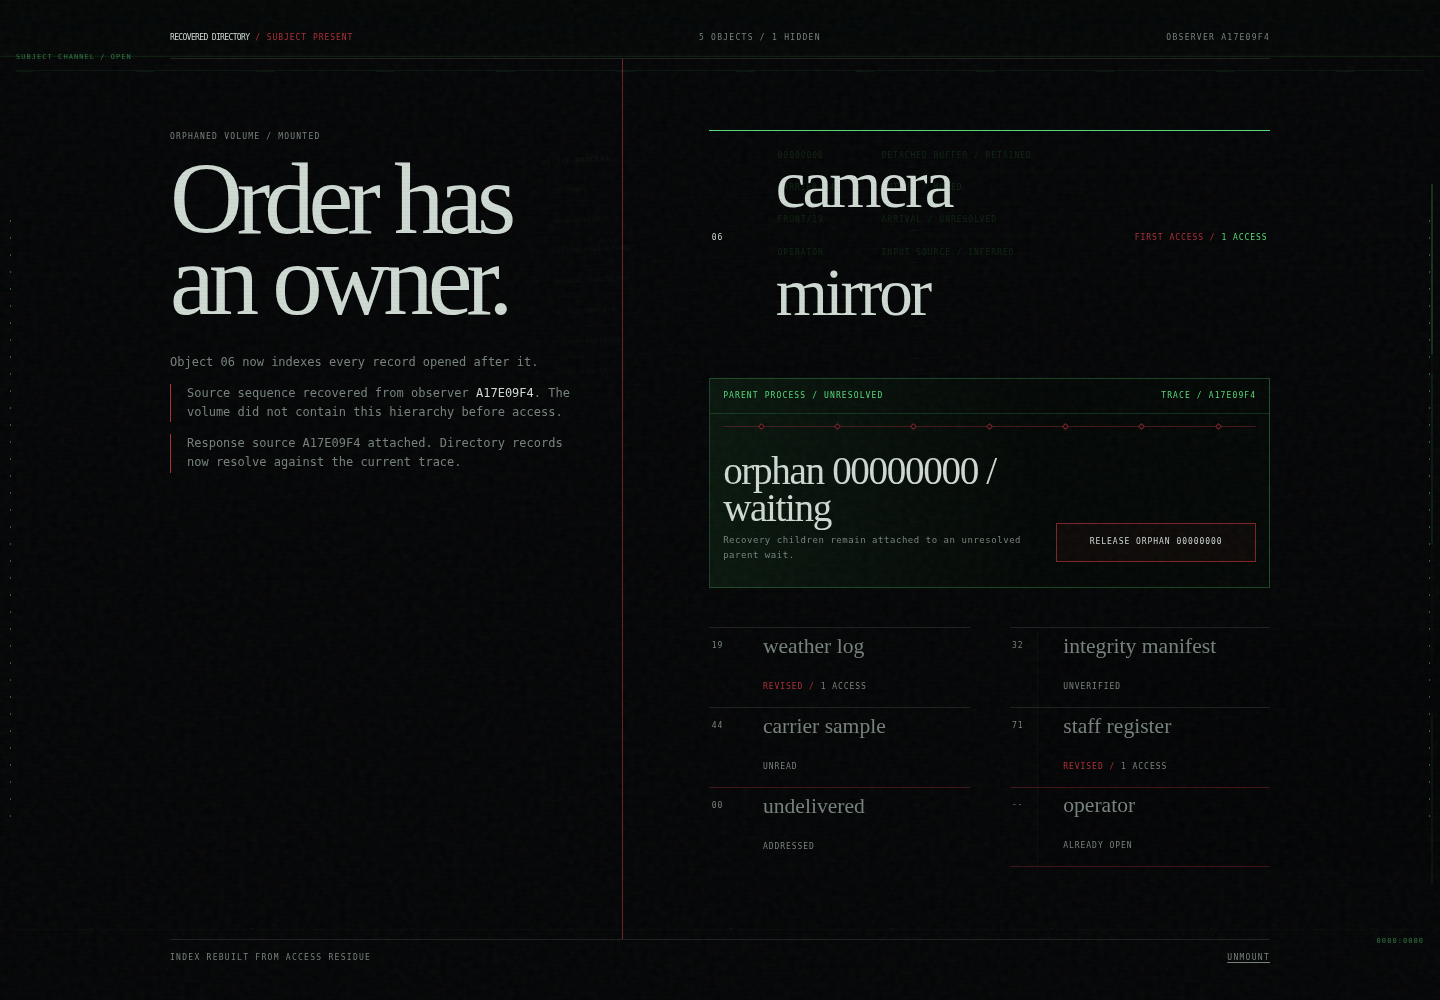 RECOVERED DIRECTORY / SUBJECT PRESENT
5 OBJECTS / 1 HIDDEN
OBSERVER A17E09F4
SUBJECT CHANNEL / OPEN
ORPHANED VOLUME / MOUNTED
Order has
an owner.
Object 06 now indexes every record opened after it.
Source sequence recovered from observer A17E09F4. The
volume did not contain this hierarchy before access.
Response source A17E09F4 attached. Directory records
now resolve against the current trace.
00000000 DETACHED BUFFER / RETAINED
camera
FRONT/19 ARRIVAL / UNRESOLVED
06
FIRST ACCESS / 1 ACCESS
OPERATOR INPUT SOURCE / INFERRED
mirror
PARENT PROCESS / UNRESOLVED
TRACE / A17E09F4
orphan 00000000 /
waiting
Recovery children remain attached to an unresolved
parent wait.
RELEASE ORPHAN 00000000
19 weather log
REVISED / 1 ACCESS
32 integrity manifest
UNVERIFIED
44 carrier sample
UNREAD
71 staff register
REVISED / 1 ACCESS
00 undelivered
ADDRESSED
-- operator
ALREADY OPEN
INDEX REBUILT FROM ACCESS RESIDUE
UNMOUNT
0000:0000